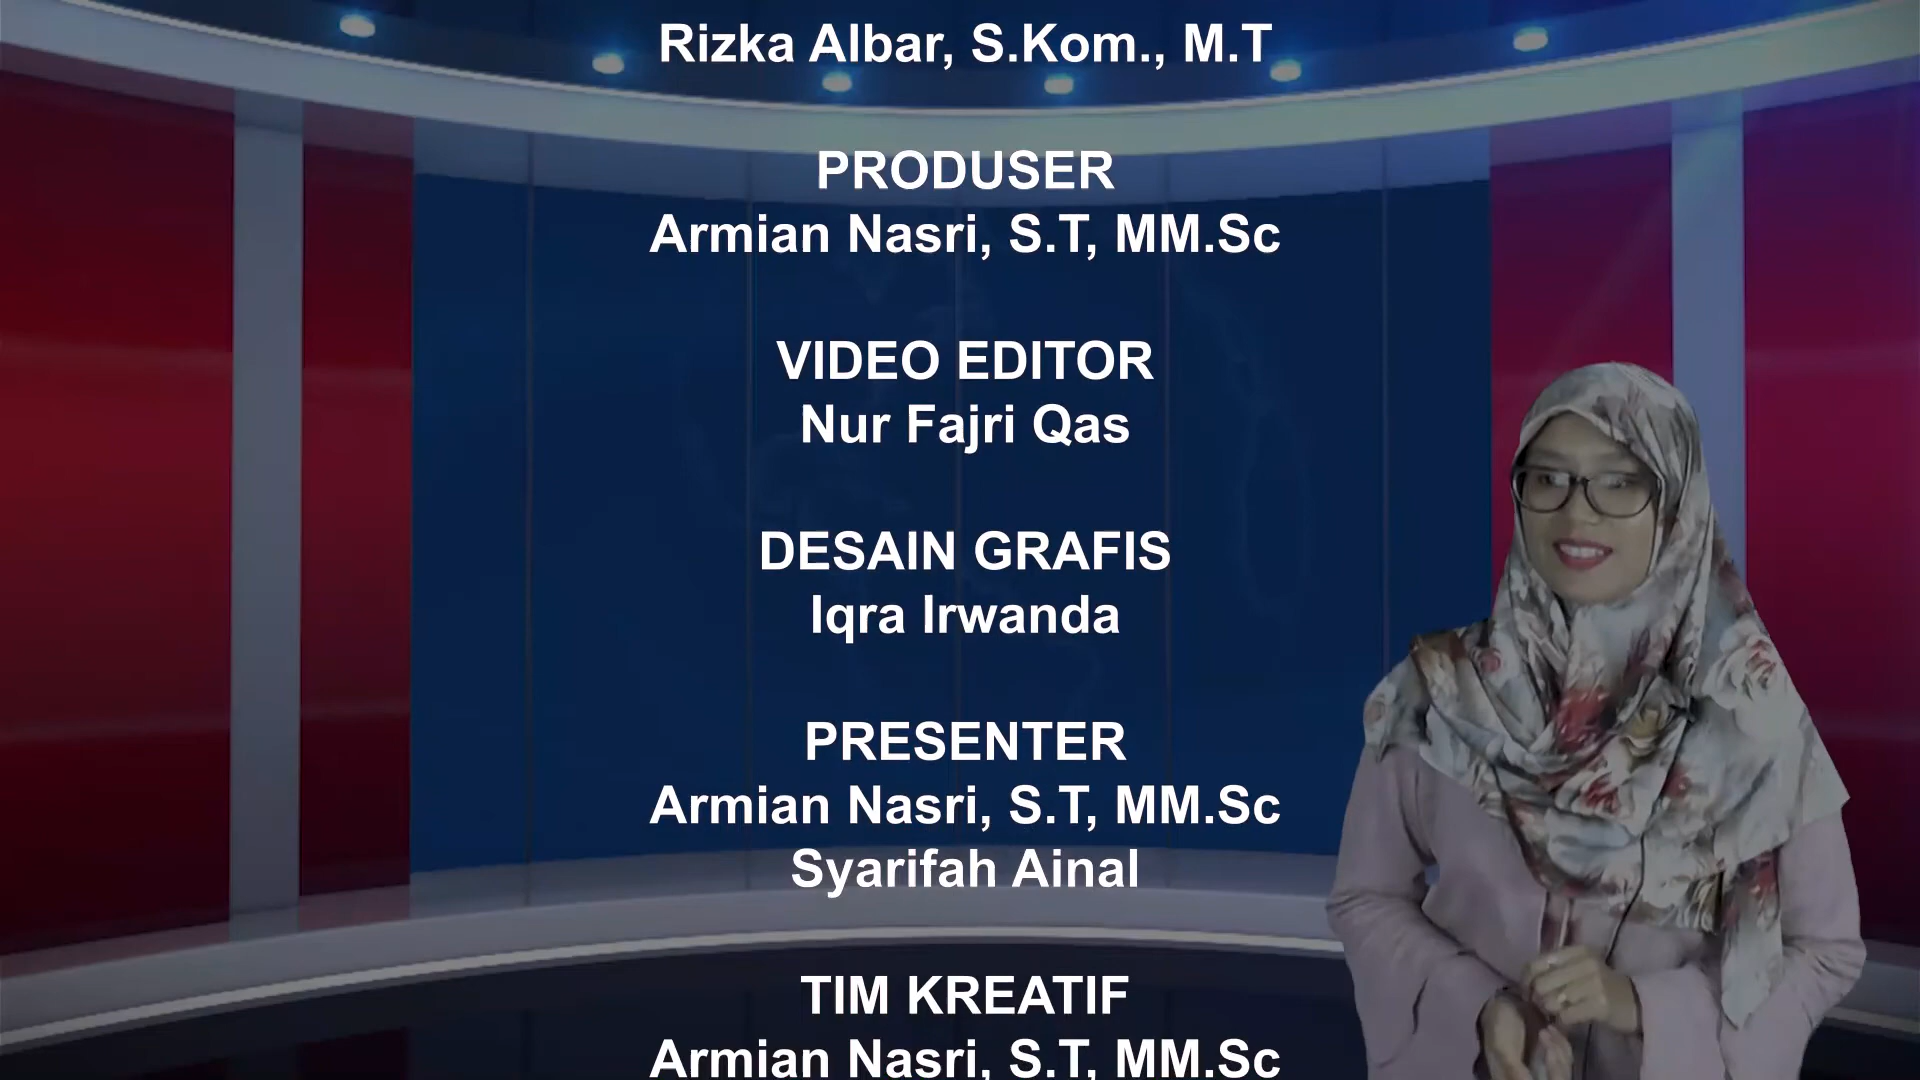 Rizka Albar, S.Kom., M.T
PRODUSER
Armian Nasri, S.T, MM.Sc
VIDEO EDITOR
Nur Fajri Qas
DESAIN GRAFIS
Iqra Irwanda
PRESENTER
Armian Nasri, S.T, MM.Sc
Syarifah Ainal
TIM KREATIF
Armian Nasri, S.T, MM.Sc